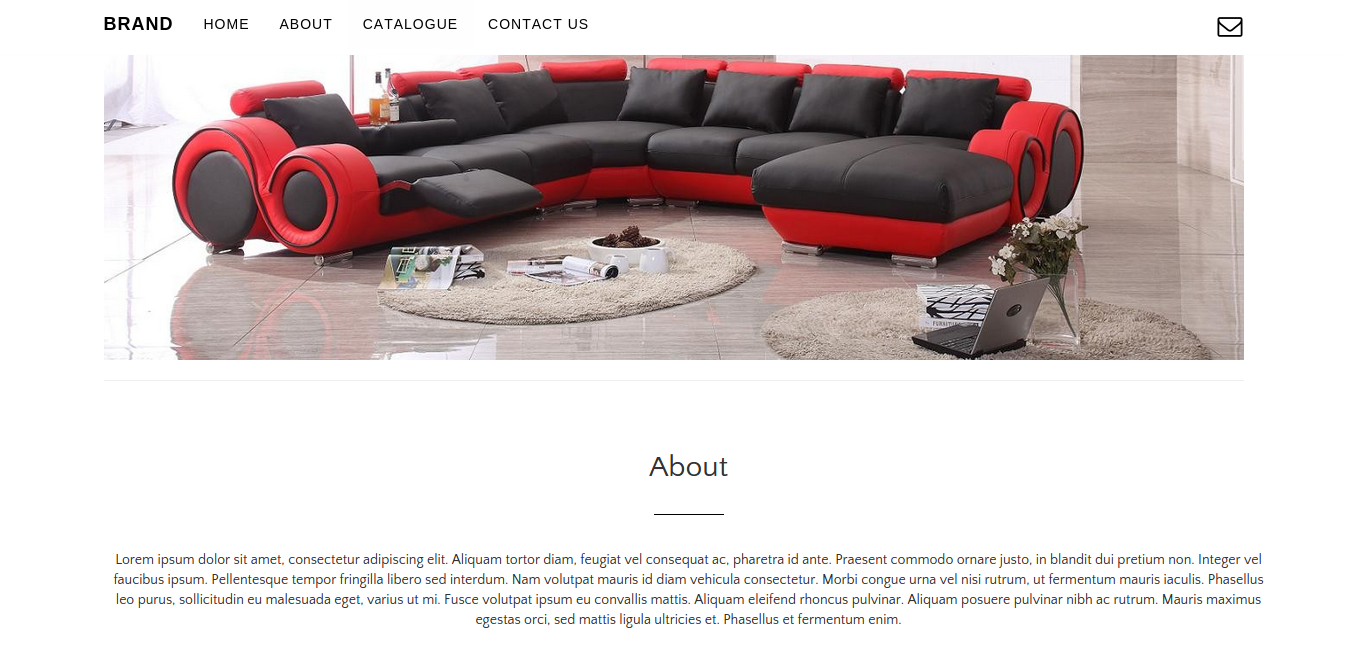 BRAND HOME ABOUT CATALOGUE CONTACT US
About
Lorem ipsum dolor sit amet, consectetur adipiscing elit. Aliquam tortor diam, feugiat vel consequat ac, pharetra id ante. Praesent commodo ornare justo, in blandit dui pretium non. Integer vel
faucibus ipsum. Pellentesque tempor fringilla libero sed interdum. Nam volutpat mauris id diam vehicula consectetur. Morbi congue urna vel nisi rutrum, ut fermentum mauris iaculis. Phasellus
leo purus, sollicitudin eu malesuada eget, varius ut mi. Fusce volutpat ipsum eu convallis mattis. Aliquam eleifend rhoncus pulvinar. Aliquam posuere pulvinar nibh ac rutrum. Mauris maximus
egestas orci, sed mattis ligula ultricies et. Phasellus et fermentum enim.